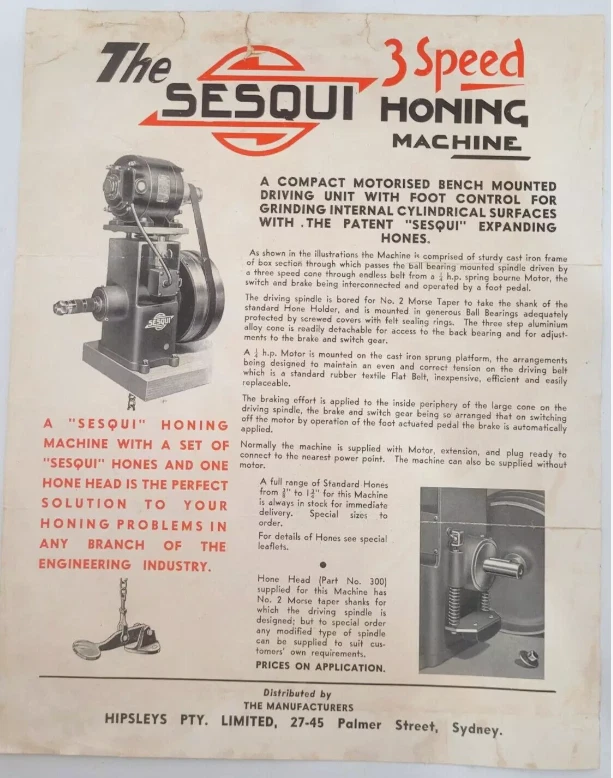 The SESQUI 3 Speed
HONING
MACHINE
A COMPACT MOTORISED BENCH MOUNTED
DRIVING UNIT WITH FOOT CONTROL FOR
GRINDING INTERNAL CYLINDRICAL SURFACES
WITH . THE PATENT "SESQUI" EXPANDING
HONES.
As shown in the illustrations the Machine is comprised of sturdy cast iron frame
of box section through which passes the ball bearing mounted spindle driven by
a three speed cone through endless belt from a h.p. spring bourne Motor, the
switch and brake being interconnected and operated by a foot pedal.
The driving spindle is bored for No. 2 Morse Taper to take the shank of the
standard Hone Holder, and is mounted in generous Ball Bearings adequately
protected by screwed covers with felt sealing rings. The three step aluminium
alloy cone is readily detachable for access to the back bearing and for adjust-
ments to the brake and switch gear.
A h.p. Motor is mounted on the cast iron sprung platform, the arrangements
being designed to maintain an even and correct tension on the driving belt
which is a standard rubber textile Flat Belt, inexpensive, efficient and easily
replaceable.
The braking effort is applied to the inside periphery of the large cone on the
driving spindle, the brake and switch gear being so arranged that on switching
off the motor by operation of the foot actuated pedal the brake is automatically
applied.
Normally the machine is supplied with Motor, extension, and plug ready to
connect to the nearest power point. The machine can also be supplied without
motor.
SESQUI
A "SESQUI" HONING
MACHINE WITH A SET OF
"SESQUI" HONES AND ONE
HONE HEAD IS THE PERFECT
SOLUTION TO YOUR
HONING PROBLEMS IN
ANY BRANCH OF THE
ENGINEERING INDUSTRY.
A full range of Standard Hones
from to for this Machine
is always in stock for immediate
delivery. Special sizes to
order.
For details of Hones see special
leaflets.
Hone Head (Part No. 300)
supplied for this Machine has
No. 2 Morse taper shanks for
which the driving spindle is
designed; but to special order
any modified type of spindle
can be supplied to suit cus-
tomers' own requirements.
PRICES ON APPLICATION.
Distributed by
THE MANUFACTURERS
HIPSLEYS PTY. LIMITED, 27-45 Palmer Street, Sydney.